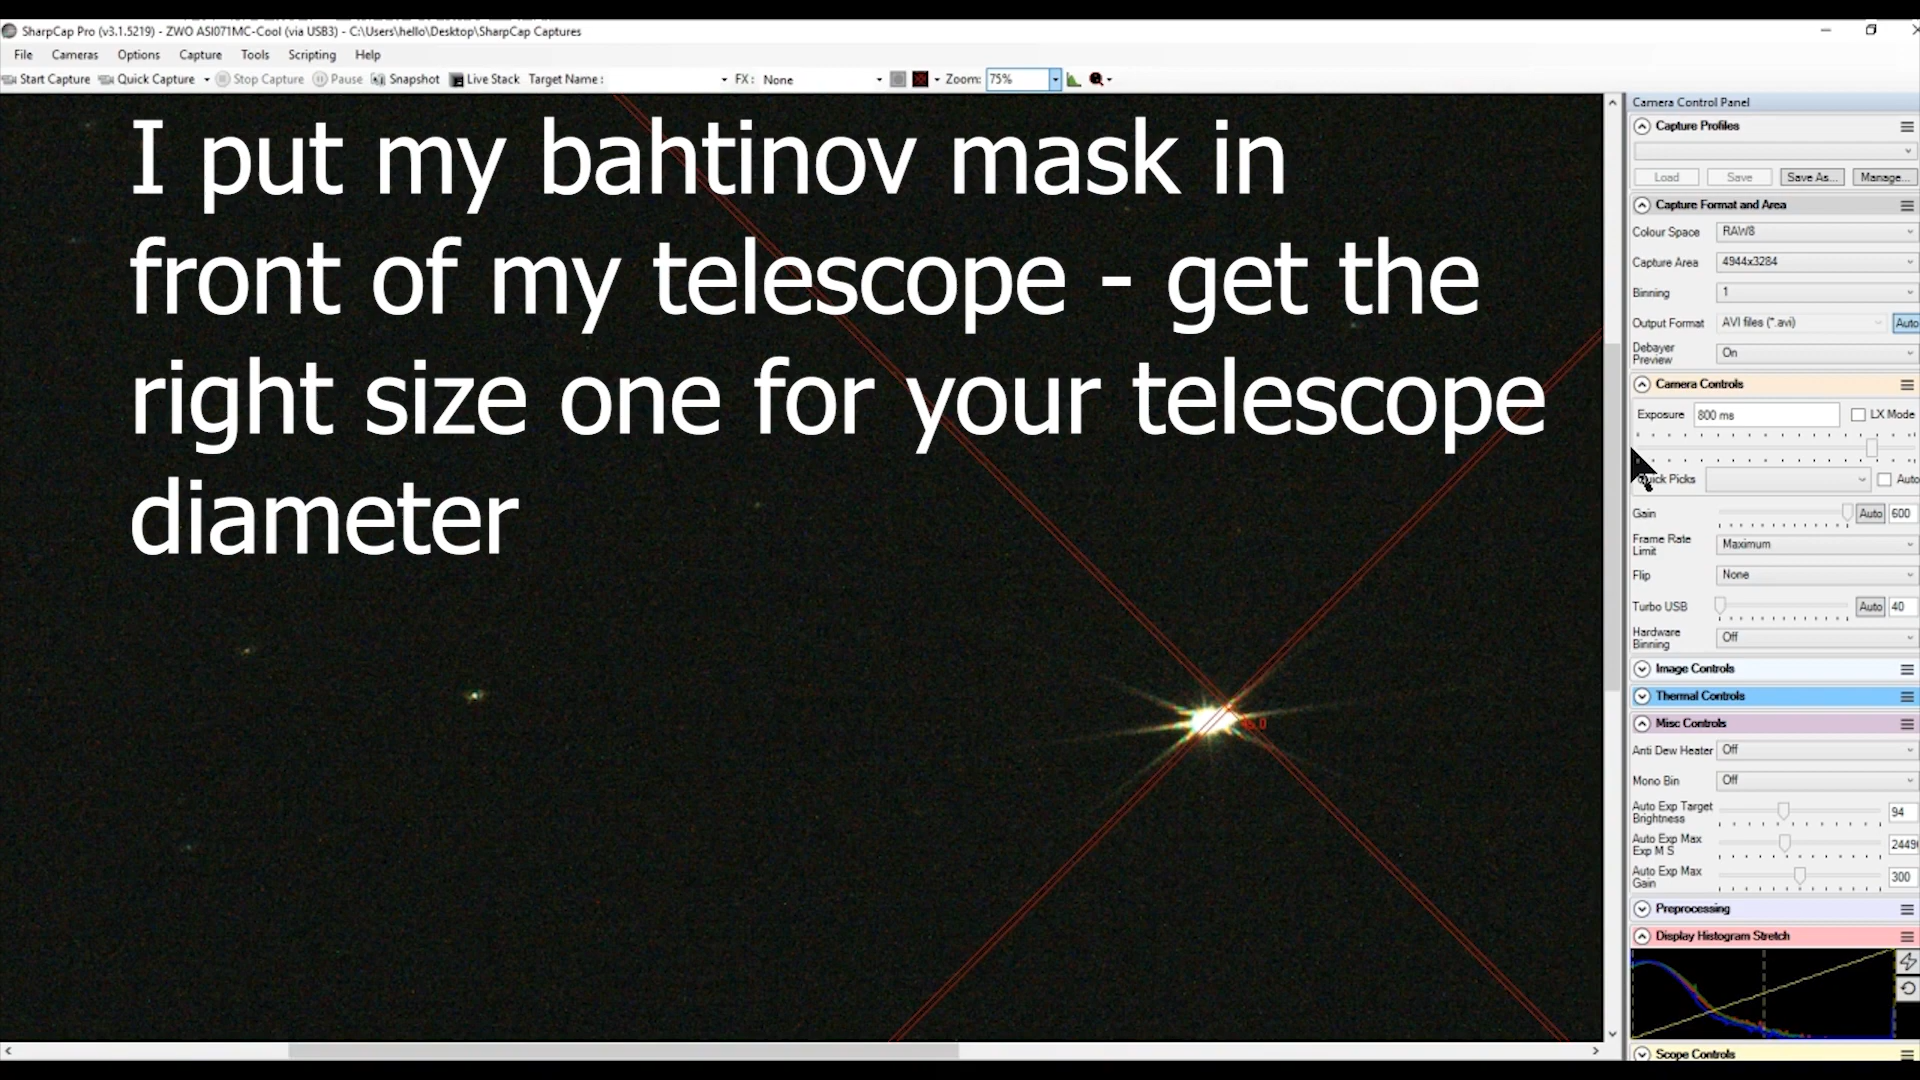 SharpCap Pro (v3.1.5219) - ZWO ASI071MC-Cool (via USB3) - C:\Users\hello\Desktop\SharpCap Captures
File Cameras Options Capture Tools Scripting Help
Start Capture Quick Capture Stop Capture Pause Snapshot Live Stack Target Name : FX : None Zoom: 75%
I put my bahtinov mask in
front of my telescope - get the
right size one for your telescope
diameter
Camera Control Panel
Capture Profiles
Load Save Save As... Manage...
Capture Format and Area
Colour Space RAW8
Capture Area 4944x3284
Binning 1
Output Format AVI files (*.avi) Auto
Debayer
Preview On
Camera Controls
Exposure 800 ms LX Mode
Picks Auto
Gain Auto 600
Frame Rate
Limit Maximum
Flip None
Turbo USB Auto 40
Hardware
Binning Off
Image Controls
Thermal Controls
Misc Controls
Anti Dew Heater Off
Mono Bin Off
Auto Exp Target
Brightness 94
Auto Exp Max
Exp M S
Auto Exp Max
Gain 300
Preprocessing
Display Histogram Stretch
Scope Controls